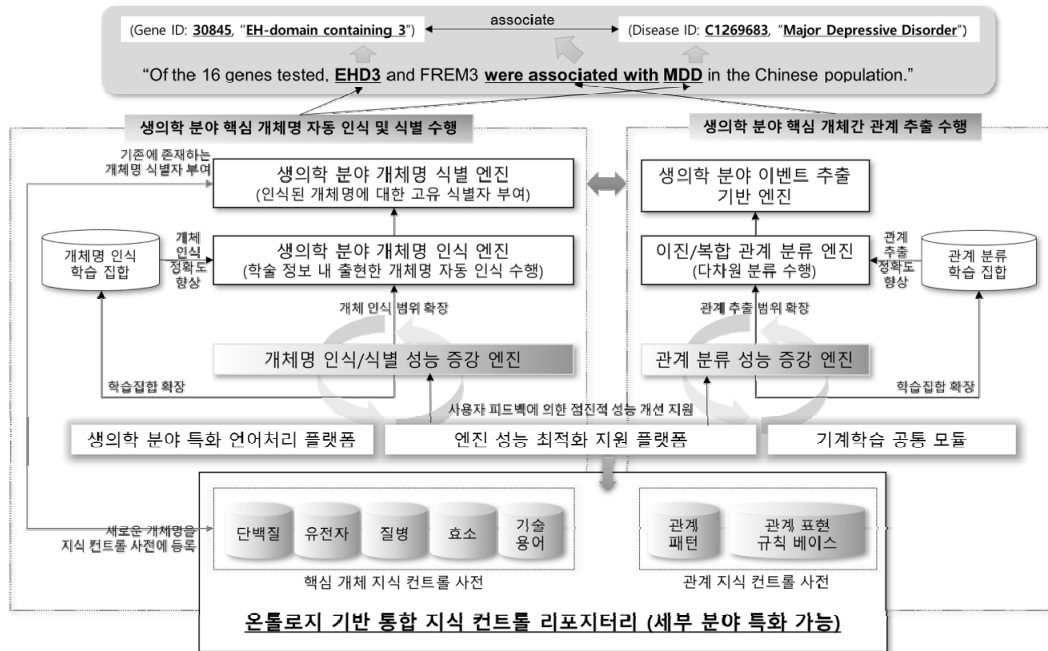 associate
(Gene ID: 30845, “EH-domain containing 3”)
(Disease ID: C1269683, “Major Depressive Disorder”)
“Of the 16 genes tested, EHD3 and FREM3 were associated with MDD in the Chinese population.”
생의학 분야 핵심 개체명 자동 인식 및 식별 수행
기존에 존재하는
개체명 식별자 부여
생의학 분야 개체명 식별 엔진
(인식된 개체명에 대한 고유 식별자 부여)
개체명 인식
학습 집합
개체
인식
정확도
향상
생의학 분야 개체명 인식 엔진
(학술 정보 내 출현한 개체명 자동 인식 수행)
개체 인식 범위 확장
개체명 인식/식별 성능 증강 엔진
학습집합 확장
생의학 분야 핵심 개체간 관계 추출 수행
생의학 분야 이벤트 추출
기반 엔진
이진/복합 관계 분류 엔진
(다차원 분류 수행)
관계
추출
정확도
향상
관계 분류
학습 집합
관계 추출 범위 확장
관계 분류 성능 증강 엔진
학습집합 확장
사용자 피드백에 의한 점진적 성능 개선 지원
생의학 분야 특화 언어처리 플랫폼
엔진 성능 최적화 지원 플랫폼
기계학습 공통 모듈
새로운 개체명을
지식 컨트롤 사전에 등록
단백질
유전자
질병
효소
기술
용어
핵심 개체 지식 컨트롤 사전
관계
패턴
관계 표현
규칙 베이스
관계 지식 컨트롤 사전
온톨로지 기반 통합 지식 컨트롤 리포지터리 (세부 분야 특화 가능)